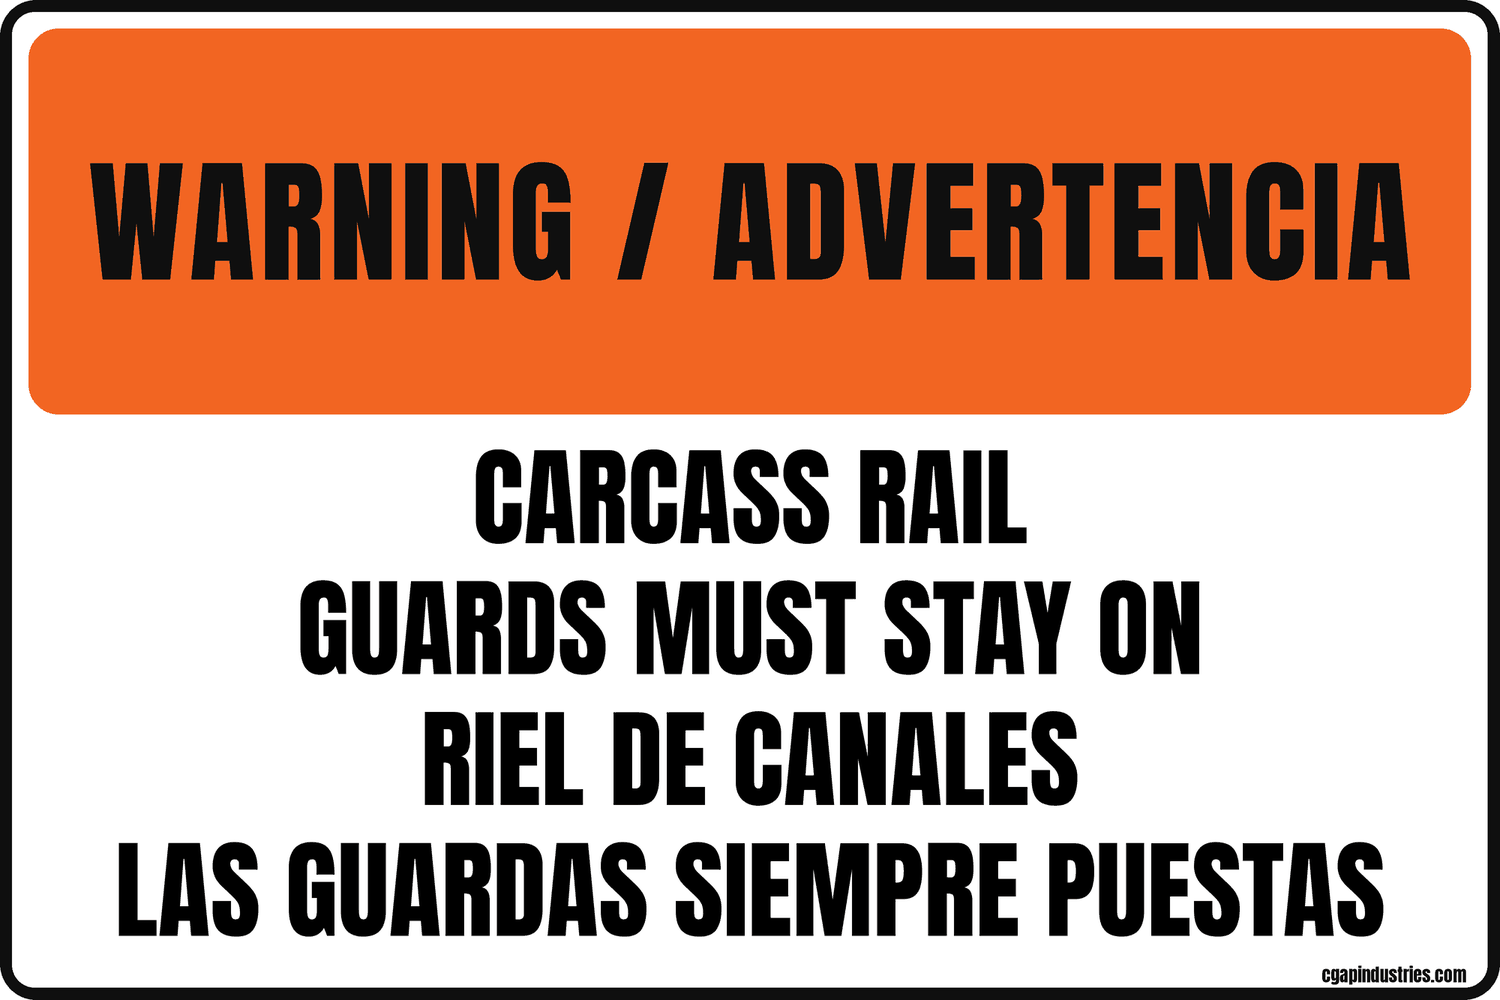 WARNING / ADVERTENCIA
CARCASS RAIL
GUARDS MUST STAY ON
RIEL DE CANALES
LAS GUARDAS SIEMPRE PUESTAS
cgapindustries.com